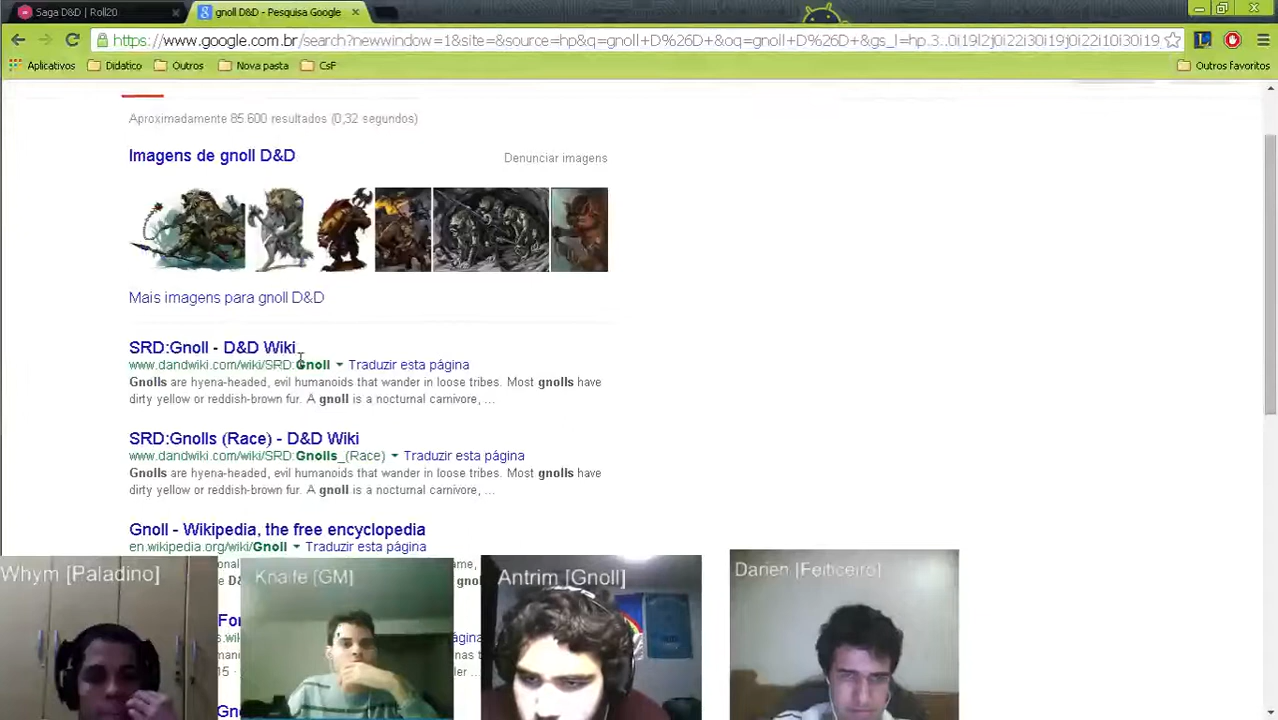 Saga D&D | Roll20
gnoll D&D - Pesquisa Google
https://www.google.com.br/search?newwindow=1&site=&source=hp&q=gnoll+D%26D+&oq=gnoll+D%26D+&gs_l=hp.3..0i19l2j0i22i30i19j0i22i10i30i19
Aplicativos Didatico Outros Nova pasta CsF Outros favoritos
Aproximadamente 85.600 resultados (0,32 segundos)
Imagens de gnoll D&D Denunciar imagens
Mais imagens para gnoll D&D
SRD:Gnoll - D&D Wiki
www.dandwiki.com/wiki/SRD:Gnoll Traduzir esta página
Gnolls are hyena-headed, evil humanoids that wander in loose tribes. Most gnolls have
dirty yellow or reddish-brown fur. A gnoll is a nocturnal carnivore, ...
SRD:Gnolls (Race) - D&D Wiki
www.dandwiki.com/wiki/SRD:Gnolls_(Race) Traduzir esta página
Gnolls are hyena-headed, evil humanoids that wander in loose tribes. Most gnolls have
dirty yellow or reddish-brown fur. A gnoll is a nocturnal carnivore, ...
Gnoll - Wikipedia, the free encyclopedia
en.wikipedia.org/wiki/Gnoll Traduzir esta página
Whym [Paladino]
Knaife [GM]
Antrim [Gnoll]
Darien [Feiticeiro]